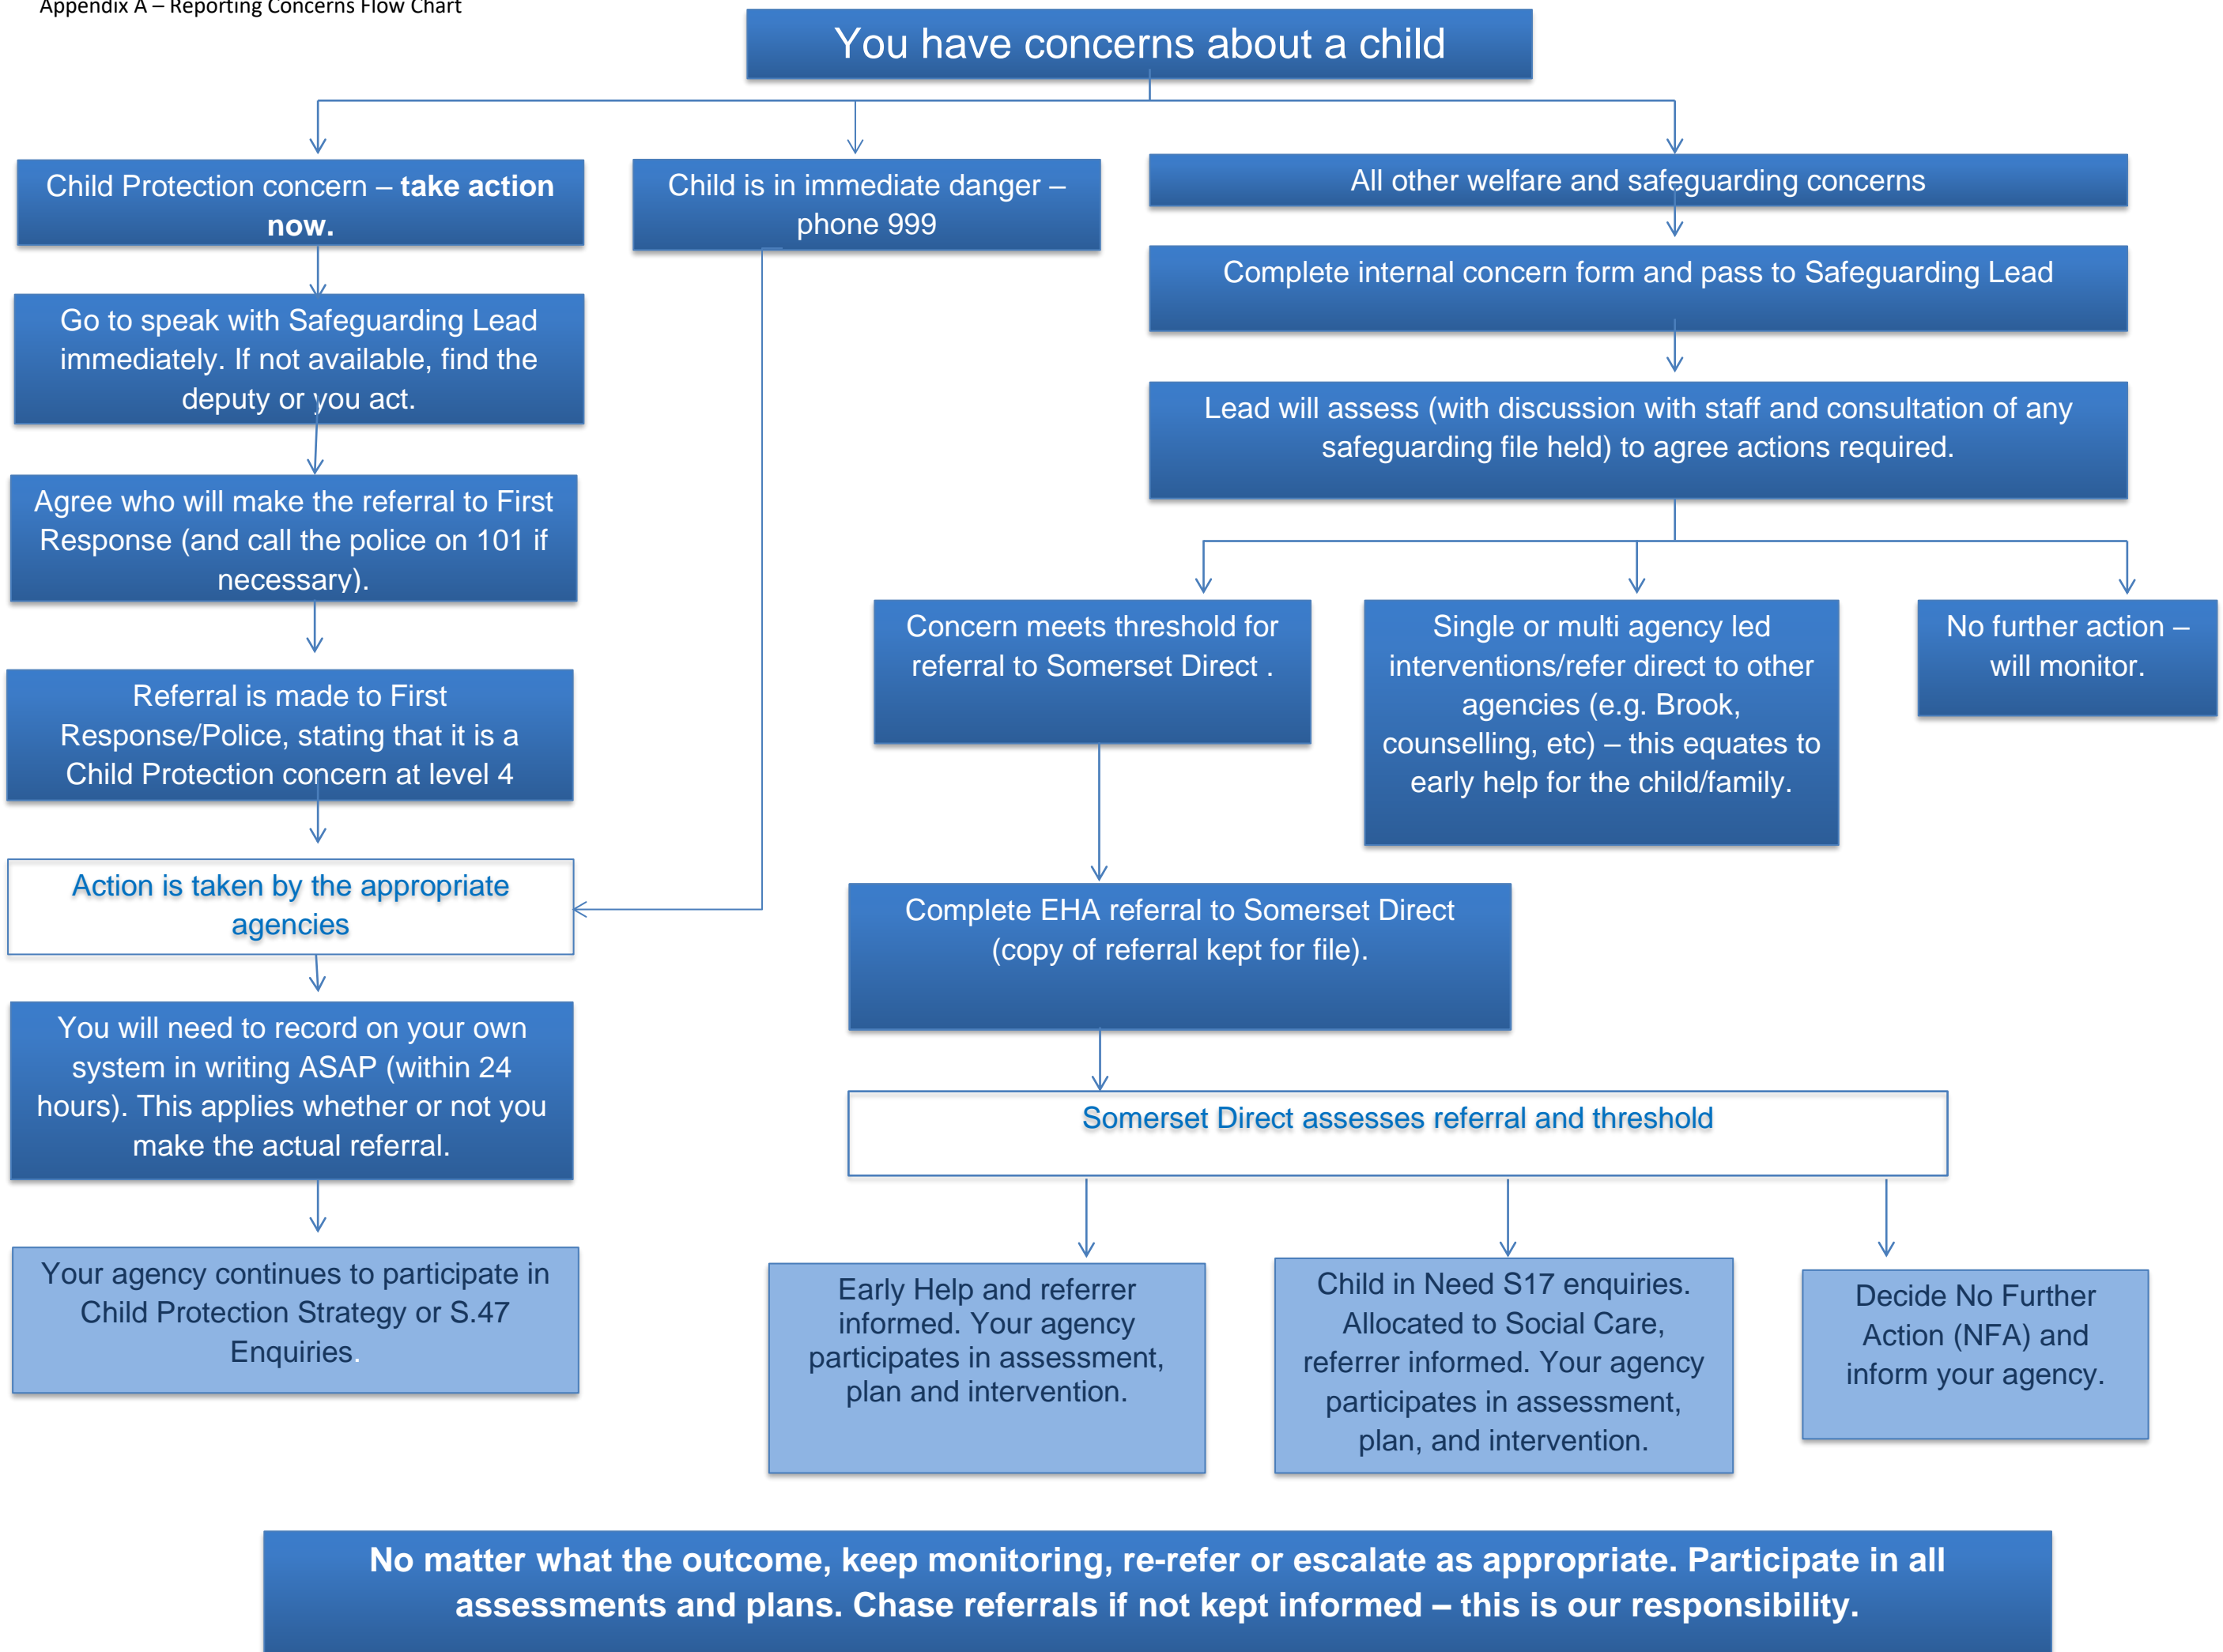 Appendix A – Reporting Concerns Flow Chart
You have concerns about a child
Child Protection concern – take action
now.
Child is in immediate danger –
phone 999
All other welfare and safeguarding concerns
Go to speak with Safeguarding Lead
immediately. If not available, find the
deputy or you act.
Complete internal concern form and pass to Safeguarding Lead
Lead will assess (with discussion with staff and consultation of any
safeguarding file held) to agree actions required.
Agree who will make the referral to First
Response (and call the police on 101 if
necessary).
Referral is made to First
Response/Police, stating that it is a
Child Protection concern at level 4
Concern meets threshold for
referral to Somerset Direct .
Single or multi agency led
interventions/refer direct to other
agencies (e.g. Brook,
counselling, etc) – this equates to
early help for the child/family.
No further action –
will monitor.
Action is taken by the appropriate
agencies
Complete EHA referral to Somerset Direct
(copy of referral kept for file).
You will need to record on your own
system in writing ASAP (within 24
hours). This applies whether or not you
make the actual referral.
Somerset Direct assesses referral and threshold
Your agency continues to participate in
Child Protection Strategy or S.47
Enquiries.
Early Help and referrer
informed. Your agency
participates in assessment,
plan and intervention.
Child in Need S17 enquiries.
Allocated to Social Care,
referrer informed. Your agency
participates in assessment,
plan, and intervention.
Decide No Further
Action (NFA) and
inform your agency.
No matter what the outcome, keep monitoring, re-refer or escalate as appropriate. Participate in all
assessments and plans. Chase referrals if not kept informed – this is our responsibility.